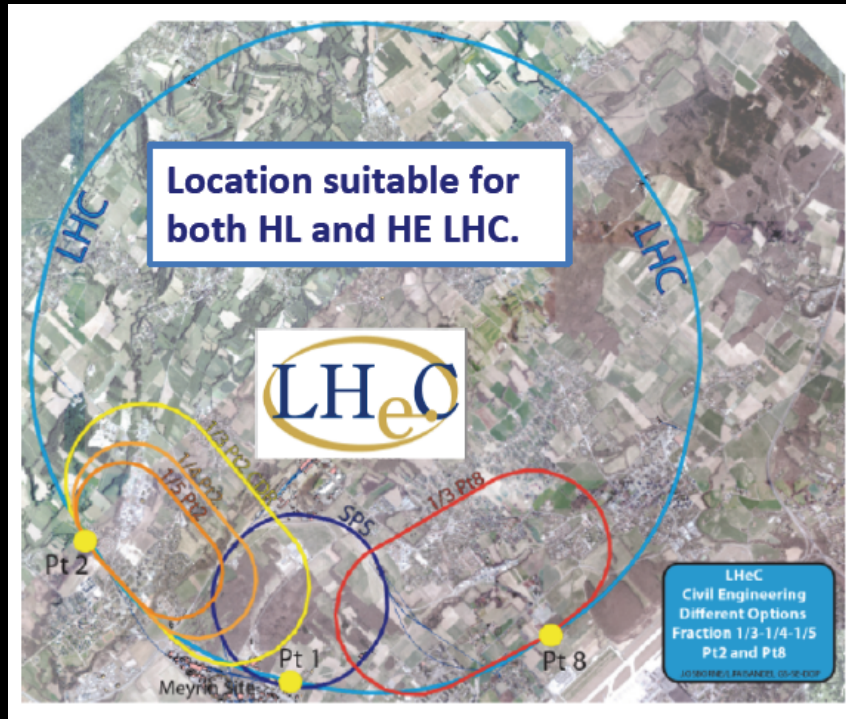 Location suitable for
both HL and HE LHC.
LHC
LHC
LHeC
1/3 Pt2
1/4 Pt2
1/5 Pt2
SPS
1/3 Pt8
Pt 2
Pt 1
Pt 8
Meyrin Site
LHeC
Civil Engineering
Different Options
Fraction 1/3-1/4-1/5
Pt2 and Pt8